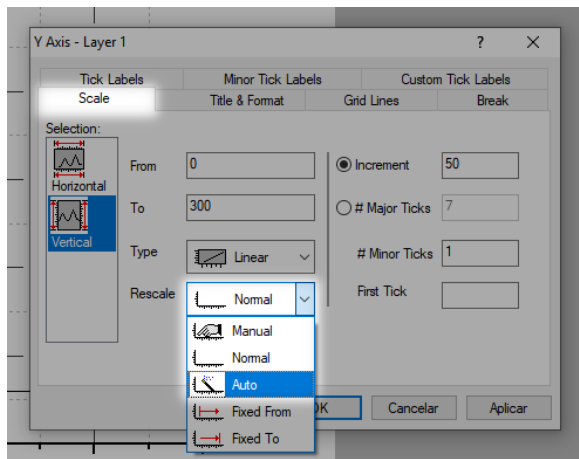 Y Axis - Layer 1 ?
Tick Labels Minor Tick Labels Custom Tick Labels
Scale Title & Format Grid Lines Break
Selection:
Horizontal
Vertical
From 0 Increment 50
To 300 # Major Ticks 7
Type Linear # Minor Ticks 1
Rescale Normal First Tick
Manual
Normal
Auto
Fixed From
Fixed To
OK Cancelar Aplicar